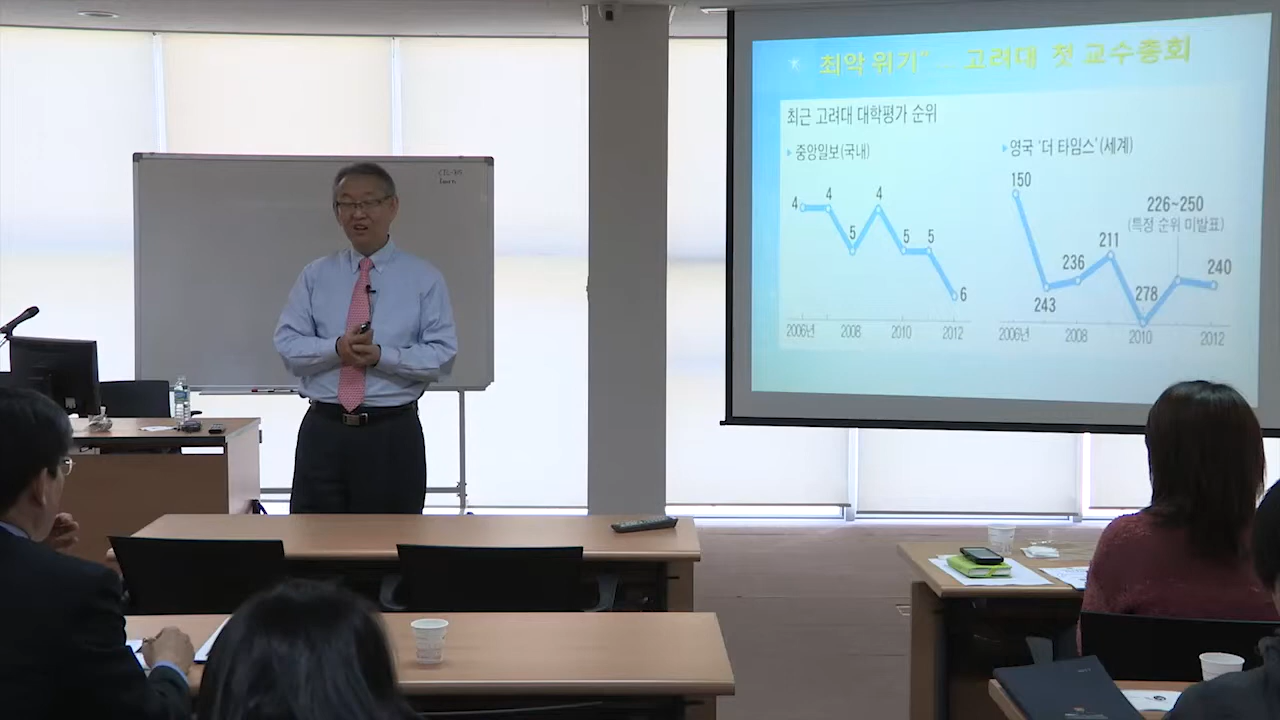 최악 위기” … 고려대 첫 교수총회
최근 고려대 대학평가 순위
중앙일보(국내)
4 4 5 4 5 5 6
2006년 2008 2010 2012
영국 ‘더 타임스’(세계)
150 243 236 211 278 226~250 240
(특정 순위 미발표)
2006년 2008 2010 2012